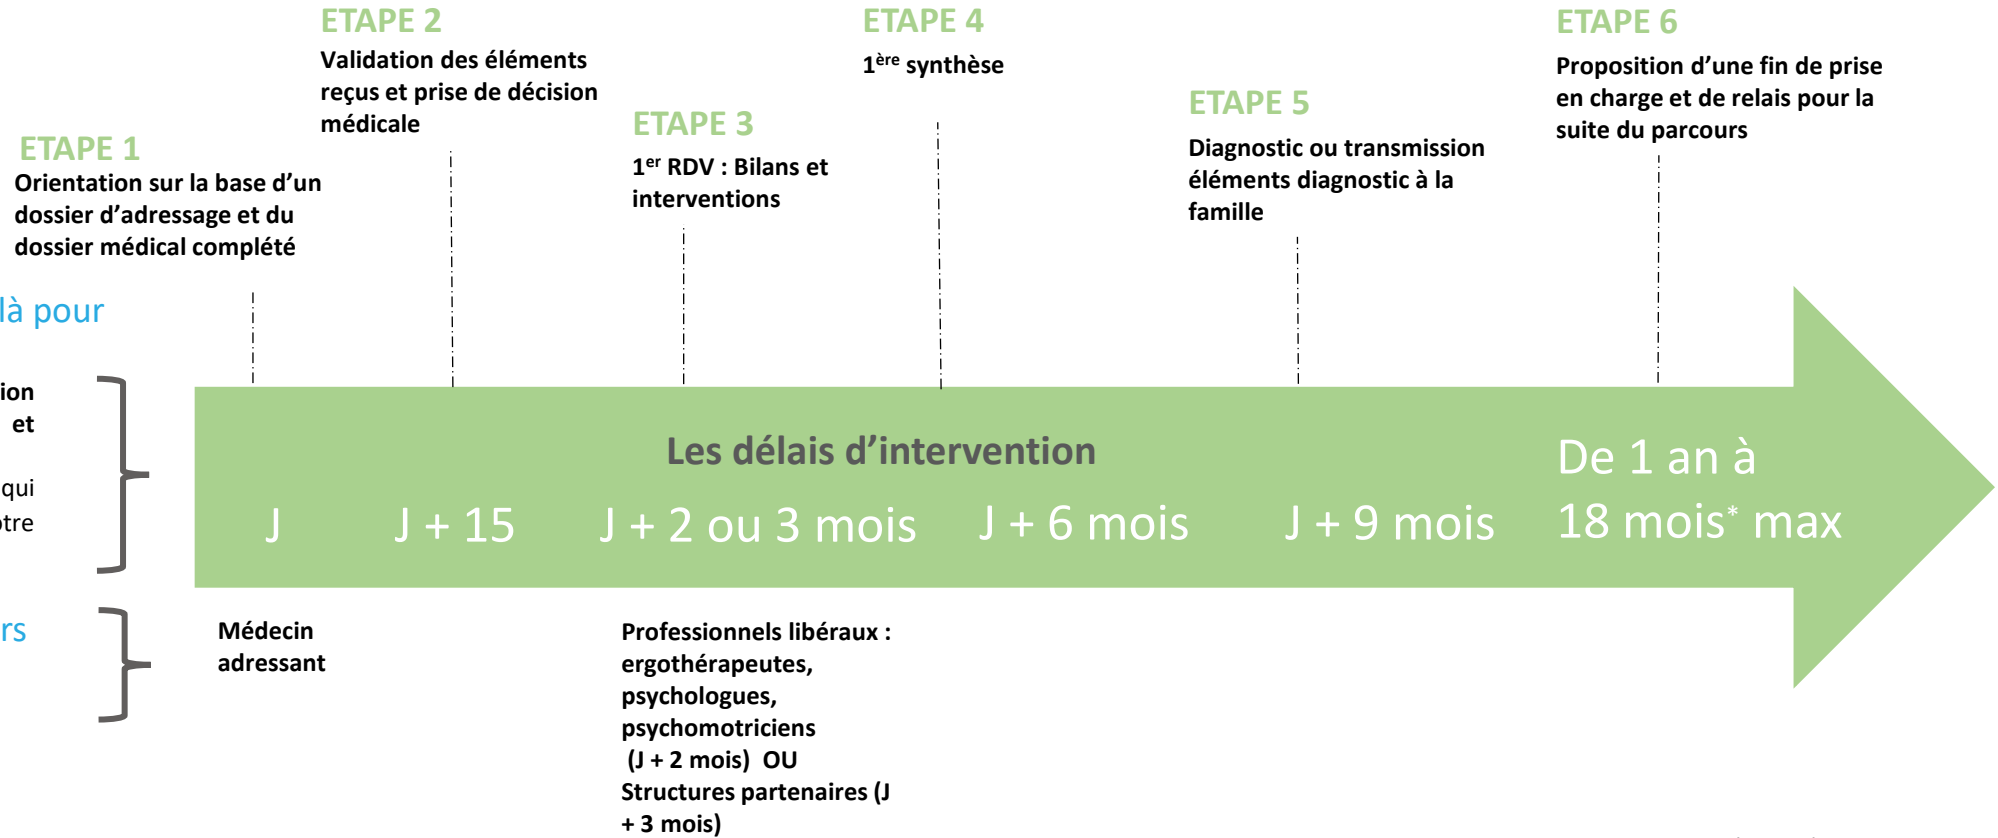 ETAPE 1
Orientation sur la base d’un
dossier d’adressage et du
dossier médical complété
ETAPE 2
Validation des éléments
reçus et prise de décision
médicale
ETAPE 3
1er RDV : Bilans et
interventions
ETAPE 4
1ère synthèse
ETAPE 5
Diagnostic ou transmission
éléments diagnostic à la
famille
ETAPE 6
Proposition d’une fin de prise
en charge et de relais pour la
suite du parcours
là pour
ion
et
qui
otre
Les délais d’intervention
J
J + 15
J + 2 ou 3 mois
J + 6 mois
J + 9 mois
De 1 an à
18 mois* max
rs
Médecin
adressant
Professionnels libéraux :
ergothérapeutes,
psychologues,
psychomotriciens
(J + 2 mois) OU
Structures partenaires (J
+ 3 mois)